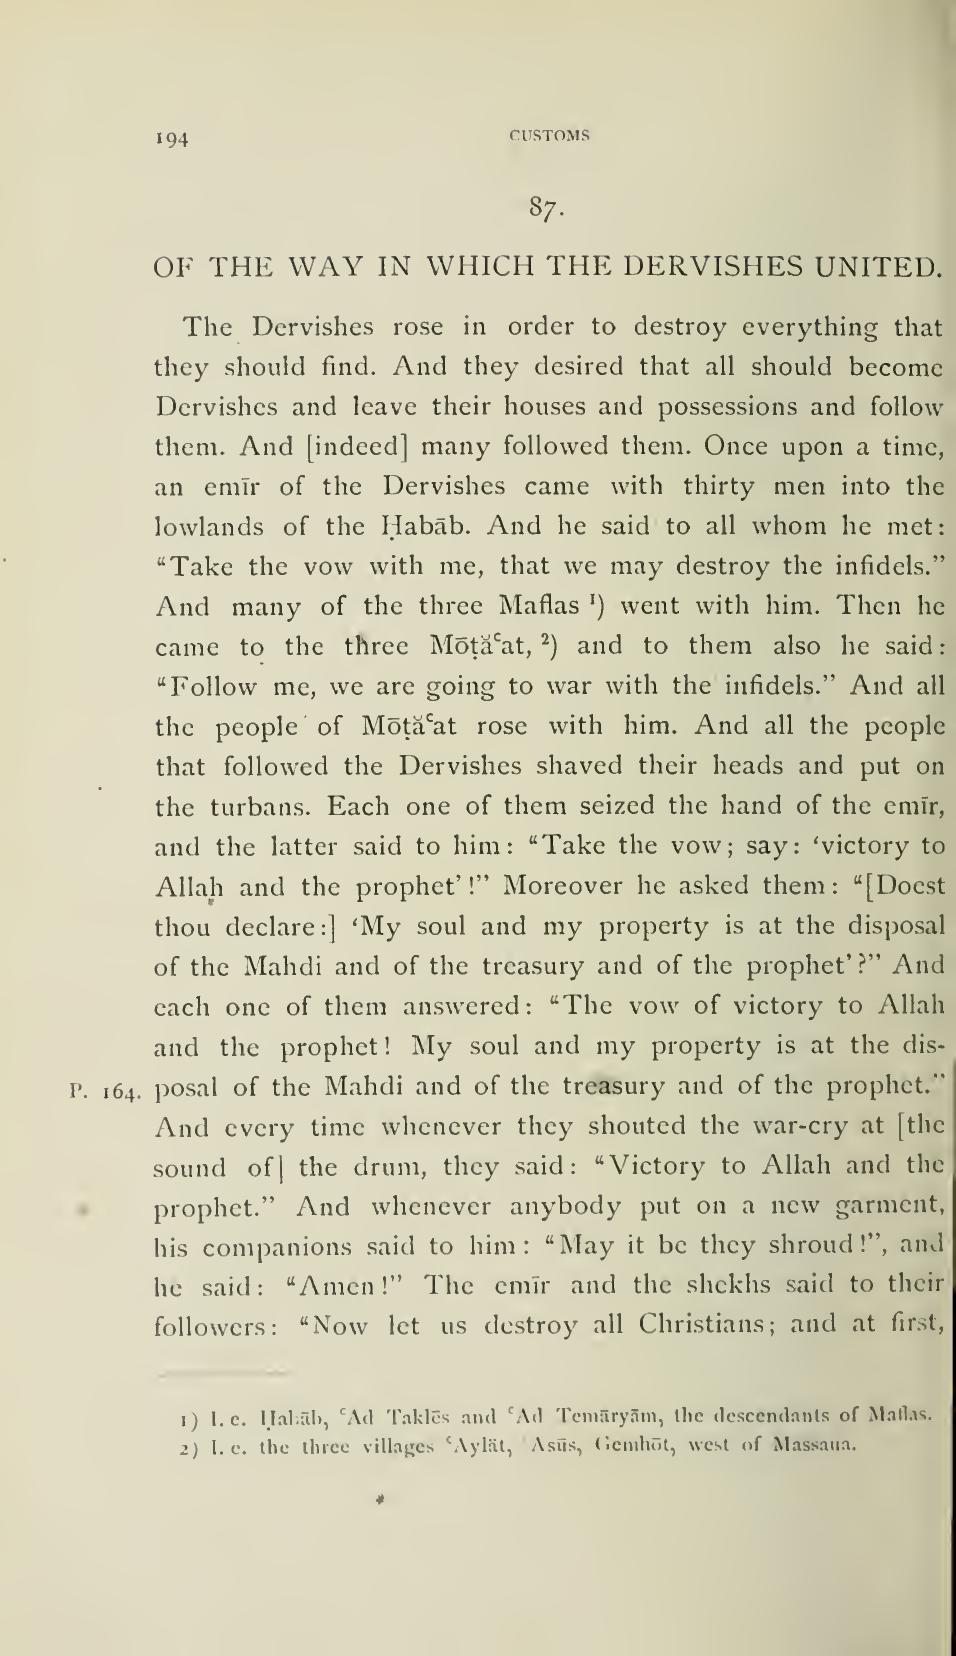 194 CUSTOMS
87.
OF THE WAY IN WHICH THE DERVISHES UNITED.
The Dervishes rose in order to destroy everything that
they should find. And they desired that all should become
Dervishes and leave their houses and possessions and follow
them. And [indeed] many followed them. Once upon a time,
an emīr of the Dervishes came with thirty men into the
lowlands of the Ḥabāb. And he said to all whom he met:
“Take the vow with me, that we may destroy the infidels.”
And many of the three Maflas ¹) went with him. Then he
came to the three Mōṭăʿat, ²) and to them also he said:
“Follow me, we are going to war with the infidels.” And all
the people of Mōṭăʿat rose with him. And all the people
that followed the Dervishes shaved their heads and put on
the turbans. Each one of them seized the hand of the emīr,
and the latter said to him: “Take the vow; say: ‘victory to
Allah and the prophet’!” Moreover he asked them: “[Doest
thou declare:] ‘My soul and my property is at the disposal
of the Mahdi and of the treasury and of the prophet’?” And
each one of them answered: “The vow of victory to Allah
and the prophet! My soul and my property is at the dis-
P. 164. posal of the Mahdi and of the treasury and of the prophet.”
And every time whenever they shouted the war-cry at [the
sound of] the drum, they said: “Victory to Allah and the
prophet.” And whenever anybody put on a new garment,
his companions said to him: “May it be they shroud!”, and
he said: “Amen!” The emīr and the shekhs said to their
followers: “Now let us destroy all Christians; and at first,
1) I. e. Ḥabāb, ʿAd Taklēs and ʿAd Temāryām, the descendants of Maflas.
2) I. e. the three villages ʿAylät, Asūs, Gemhōt, west of Massaua.